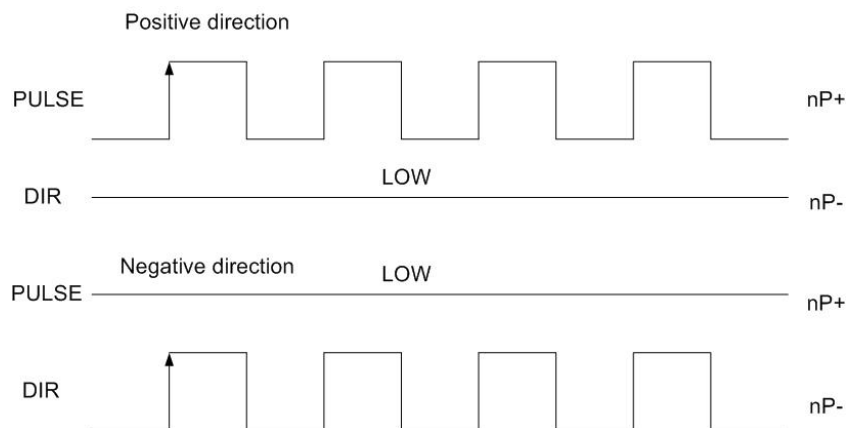 Positive direction
PULSE nP+
LOW
DIR nP-
Negative direction LOW
PULSE nP+
DIR nP-